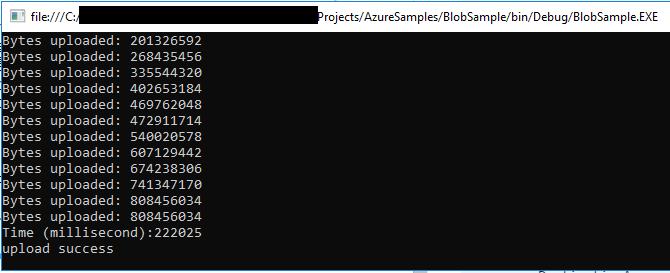 file:///C:/ Projects/AzureSamples/BlobSample/bin/Debug/BlobSample.EXE
Bytes uploaded: 201326592
Bytes uploaded: 268435456
Bytes uploaded: 335544320
Bytes uploaded: 402653184
Bytes uploaded: 469762048
Bytes uploaded: 472911714
Bytes uploaded: 540020578
Bytes uploaded: 607129442
Bytes uploaded: 674238306
Bytes uploaded: 741347170
Bytes uploaded: 808456034
Bytes uploaded: 808456034
Time (millisecond):222025
upload success